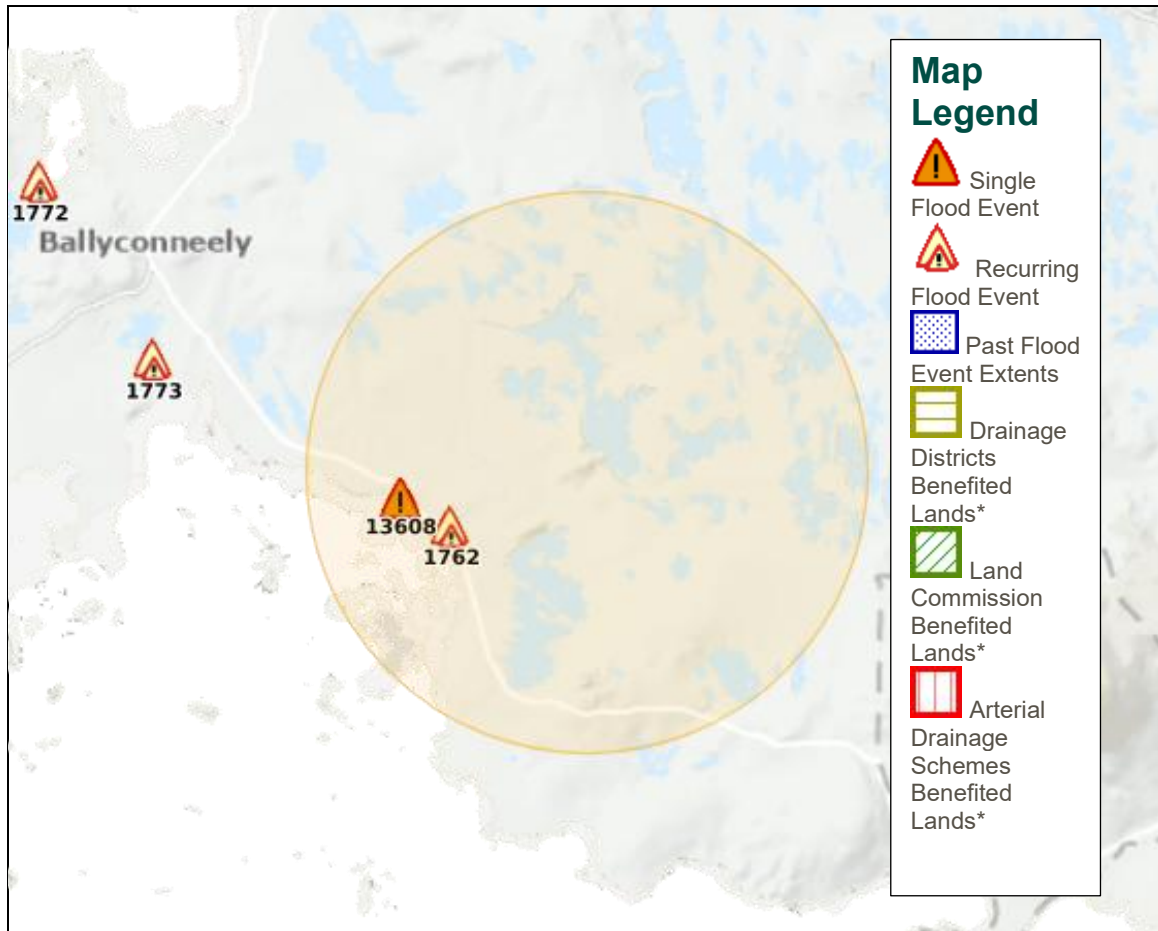 1772
Ballyconneely
1773
13608
1762
Map
Legend
Single
Flood Event
Recurring
Flood Event
Past Flood
Event Extents
Drainage
Districts
Benefited
Lands*
Land
Commission
Benefited
Lands*
Arterial
Drainage
Schemes
Benefited
Lands*